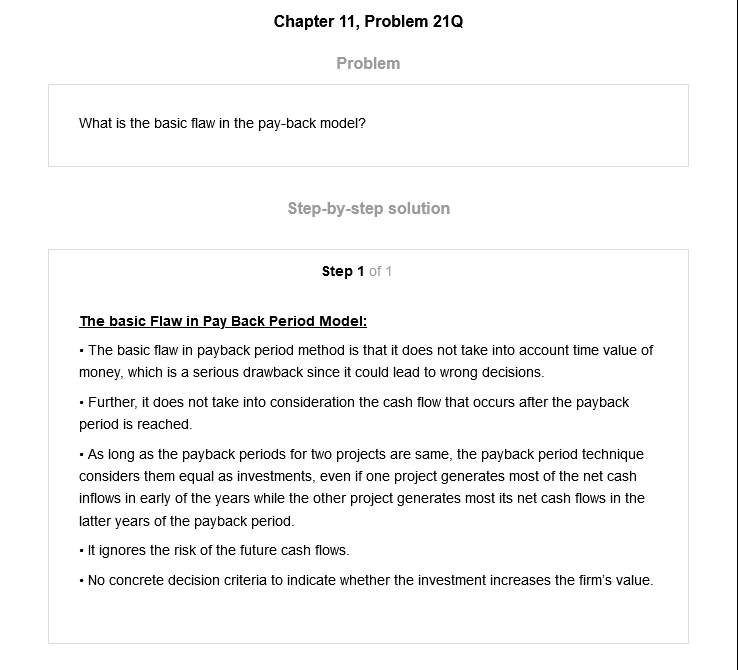 Chapter 11, Problem 21Q
Problem
What is the basic flaw in the pay-back model?
Step-by-step solution
Step 1 of 1
The basic Flaw in Pay Back Period Model:
• The basic flaw in payback period method is that it does not take into account time value of
money, which is a serious drawback since it could lead to wrong decisions.
• Further, it does not take into consideration the cash flow that occurs after the payback
period is reached.
• As long as the payback periods for two projects are same, the payback period technique
considers them equal as investments, even if one project generates most of the net cash
inflows in early of the years while the other project generates most its net cash flows in the
latter years of the payback period.
• It ignores the risk of the future cash flows.
• No concrete decision criteria to indicate whether the investment increases the firm's value.